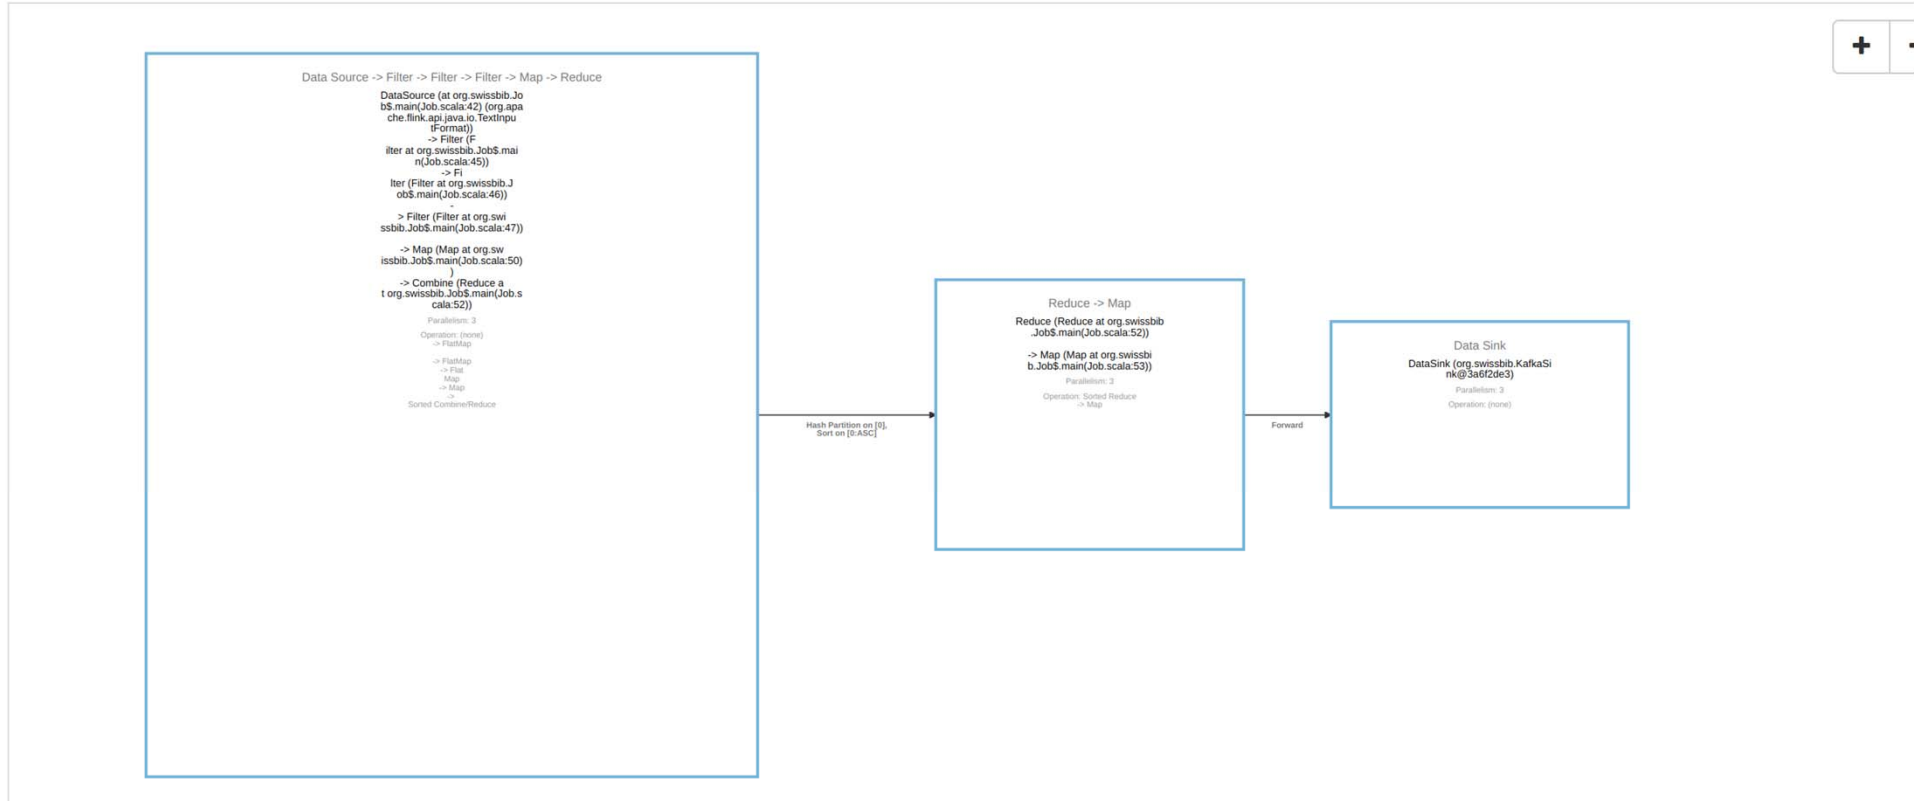 Data Source -> Filter -> Filter -> Filter -> Map -> Reduce
DataSource (at org.swissbib.Jo
b$.main(Job.scala:42) (org.apa
che.flink.api.java.io.TextInpu
tFormat))
-> Filter (F
ilter at org.swissbib.Job$.mai
n(Job.scala:45))
-> Fi
lter (Filter at org.swissbib.J
ob$.main(Job.scala:46))
-
> Filter (Filter at org.swi
ssbib.Job$.main(Job.scala:47))
-> Map (Map at org.sw
issbib.Job$.main(Job.scala:50)
)
-> Combine (Reduce a
t org.swissbib.Job$.main(Job.s
cala:52))
Parallelism: 3
Operation: (none)
-> FlatMap
-> FlatMap
-> Flat
Map
-> Map
->
Sorted Combine/Reduce
Hash Partition on [0],
Sort on [0:ASC]
Reduce -> Map
Reduce (Reduce at org.swissbib
.Job$.main(Job.scala:52))
-> Map (Map at org.swissbi
b.Job$.main(Job.scala:53))
Parallelism: 3
Operation: Sorted Reduce
-> Map
Forward
Data Sink
DataSink (org.swissbib.KafkaSi
nk@3a6f2de3)
Parallelism: 3
Operation: (none)